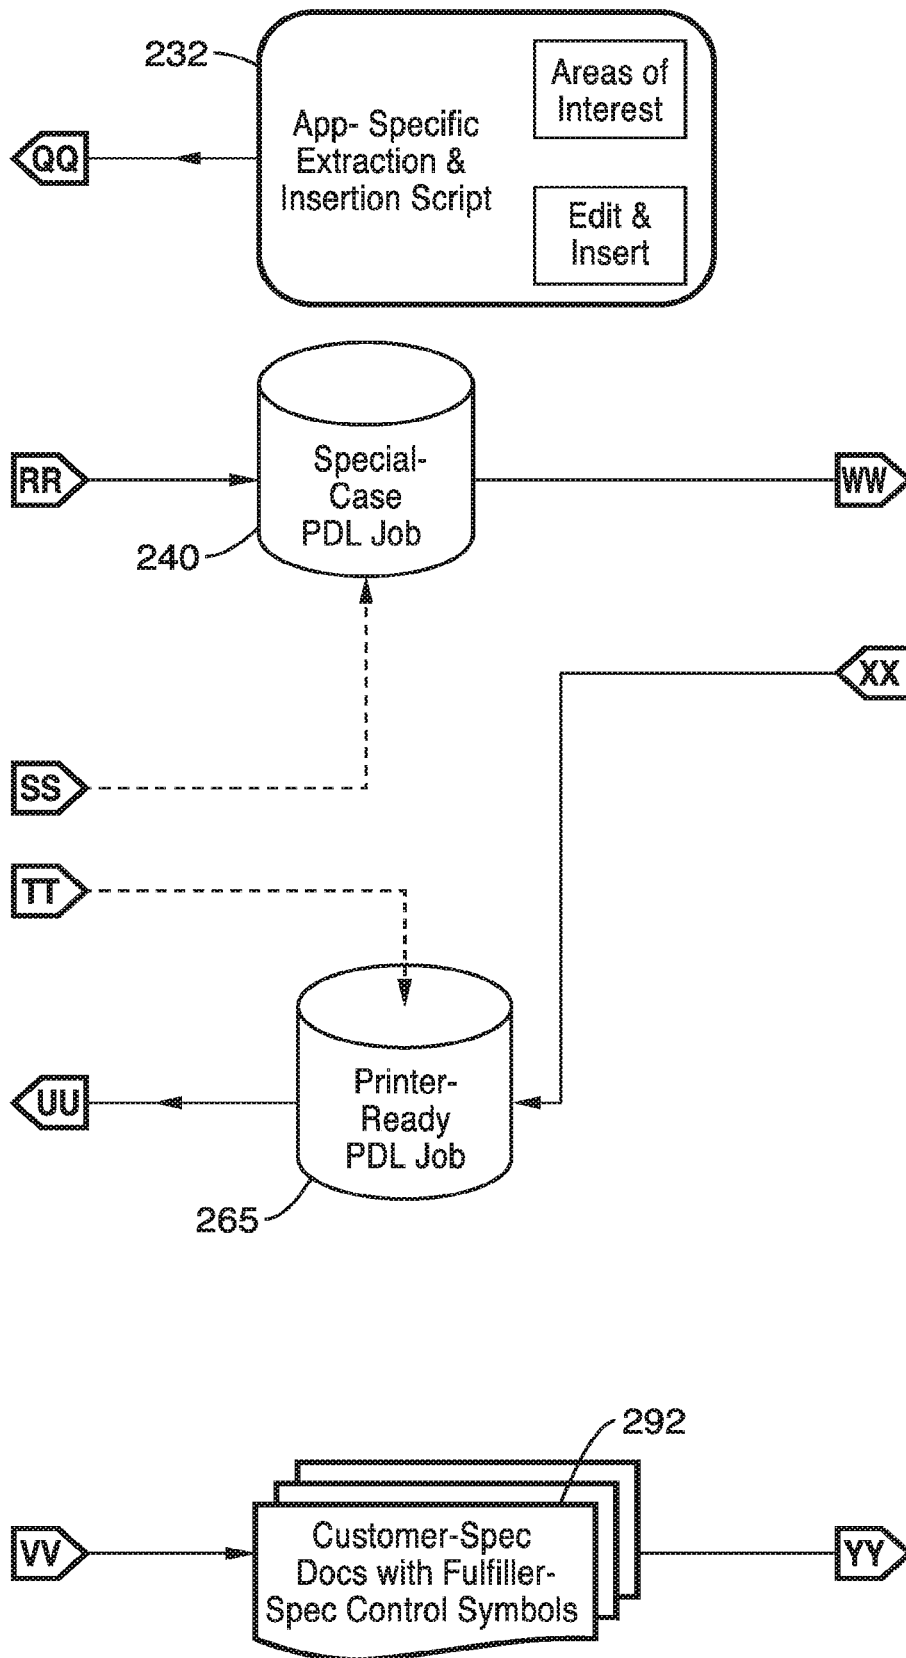 232
Areas of
Interest
App- Specific
Extraction &
Insertion Script
QQ
Edit &
Insert
RR
Special-
Case
PDL Job
WW
240
XX
SS
TT
UU
Printer-
Ready
PDL Job
265
292
VV
Customer-Spec
Docs with Fulfiller-
Spec Control Symbols
YY